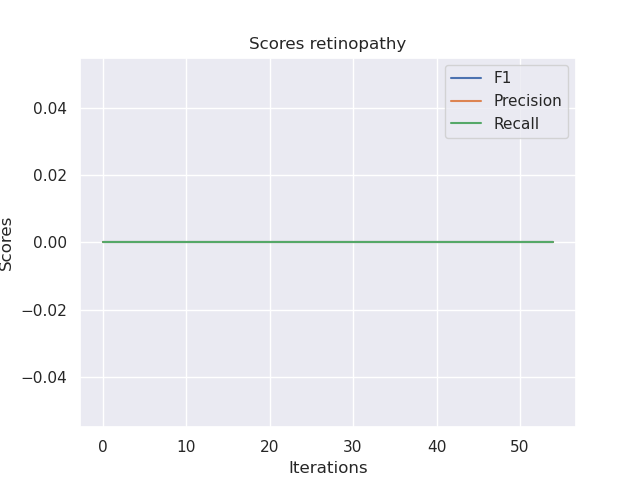 Scores retinopathy
F1
Precision
Recall
0.04
0.02
0.00
−0.02
−0.04
Scores
0 10 20 30 40 50
Iterations